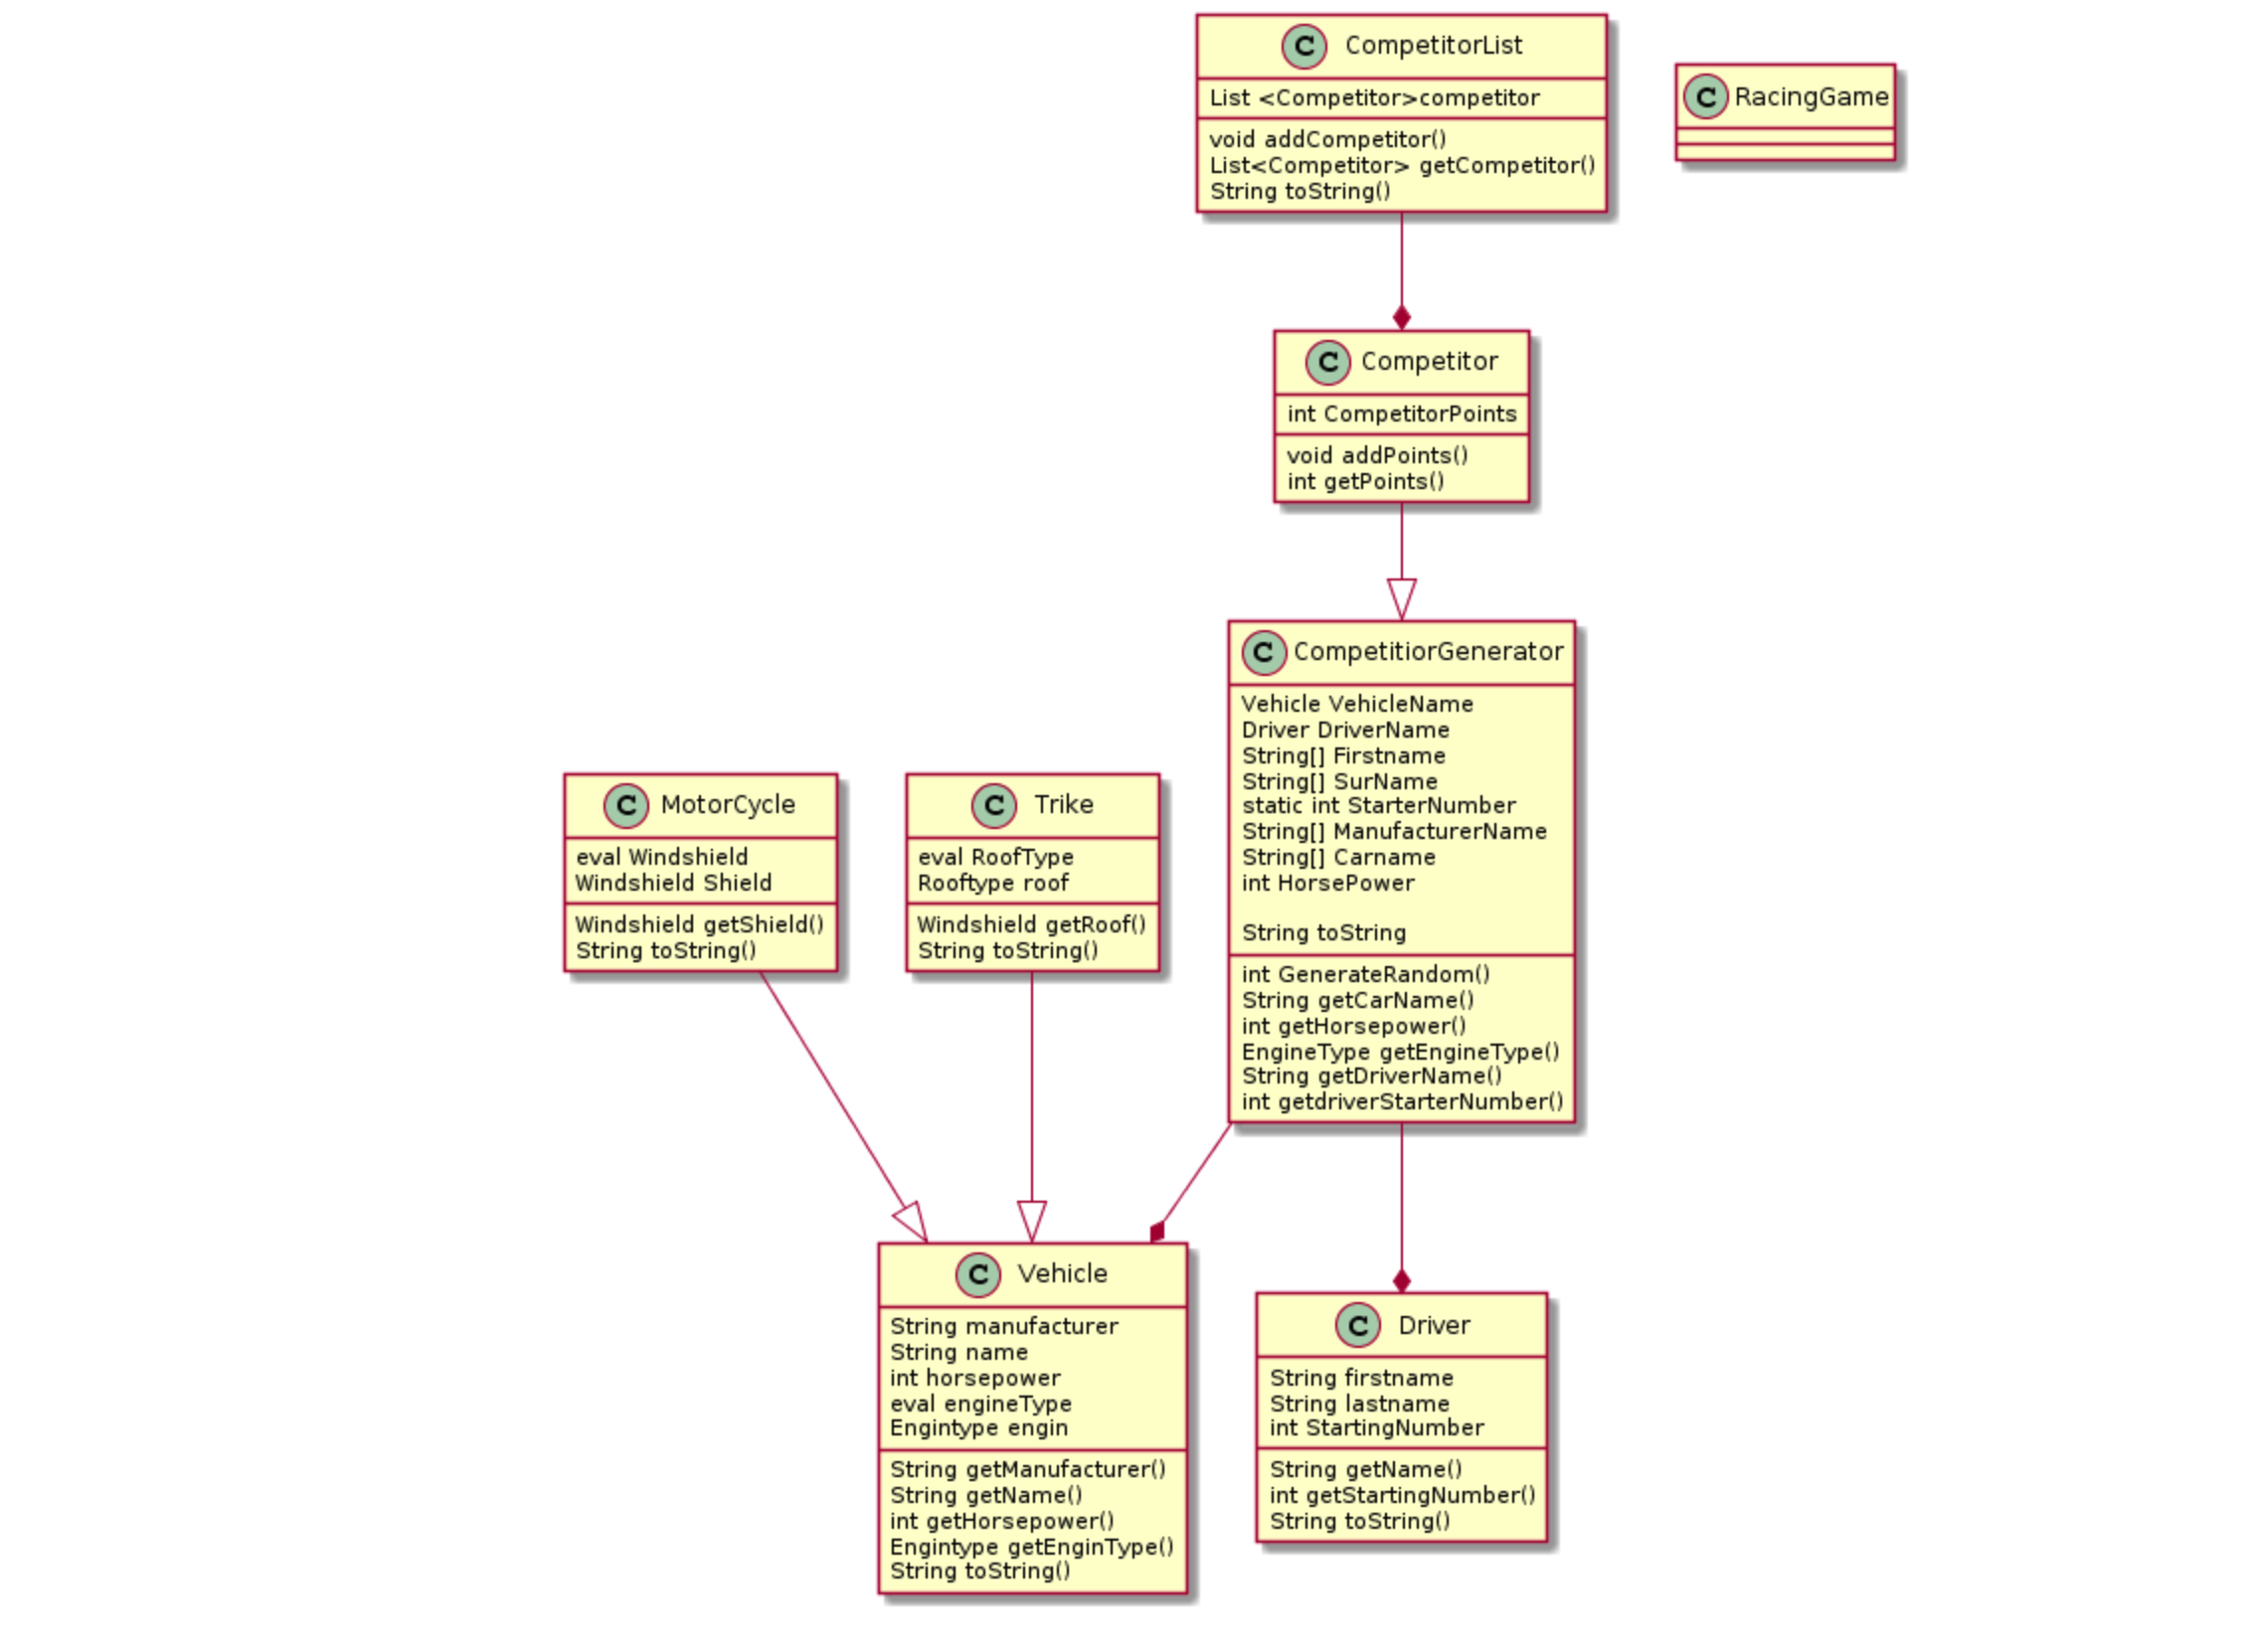 C CompetitorList
List <Competitor>competitor
void addCompetitor()
List<Competitor> getCompetitor()
String toString()
C RacingGame
C Competitor
int CompetitorPoints
void addPoints()
int getPoints()
C CompetitiorGenerator
Vehicle VehicleName
Driver DriverName
String[] Firstname
String[] SurName
static int StarterNumber
String[] ManufacturerName
String[] Carname
int HorsePower
String toString
int GenerateRandom()
String getCarName()
int getHorsepower()
EngineType getEngineType()
String getDriverName()
int getdriverStarterNumber()
C MotorCycle
eval Windshield
Windshield Shield
Windshield getShield()
String toString()
C Trike
eval RoofType
Rooftype roof
Windshield getRoof()
String toString()
C Vehicle
String manufacturer
String name
int horsepower
eval engineType
Engintype engin
String getManufacturer()
String getName()
int getHorsepower()
Engintype getEnginType()
String toString()
C Driver
String firstname
String lastname
int StartingNumber
String getName()
int getStartingNumber()
String toString()